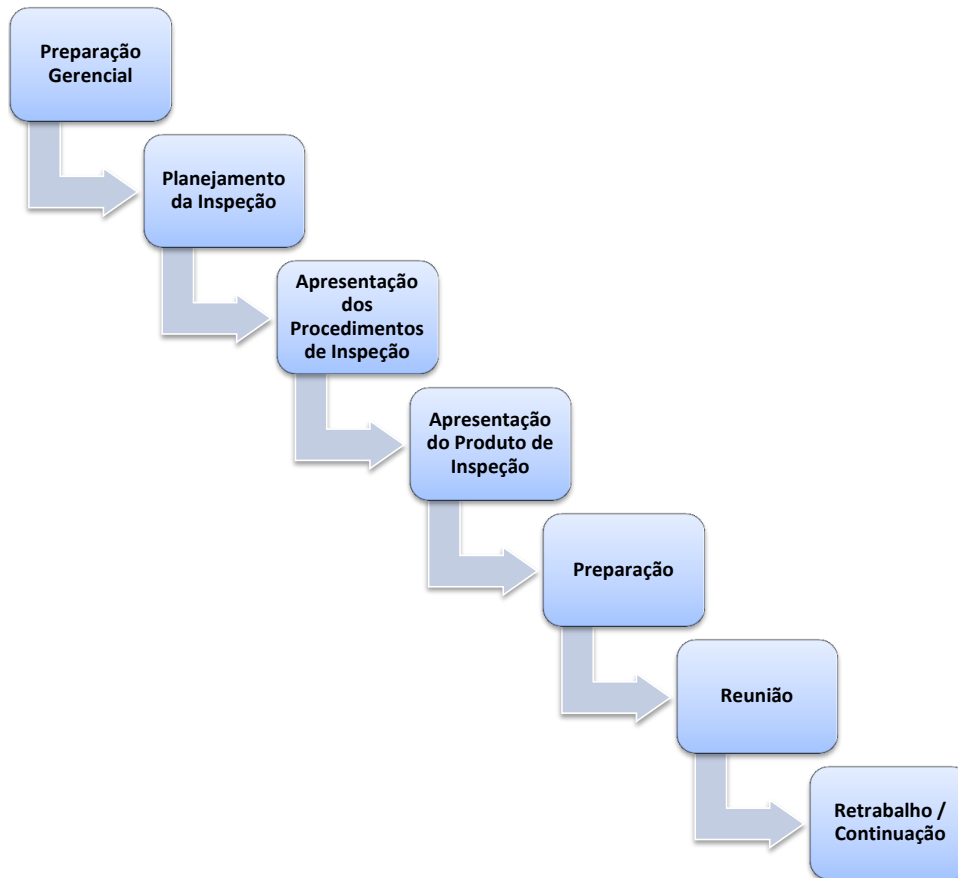 Preparação
Gerencial
Planejamento
da Inspeção
Apresentação
dos
Procedimentos
de Inspeção
Apresentação
do Produto de
Inspeção
Preparação
Reunião
Retrabalho /
Continuação